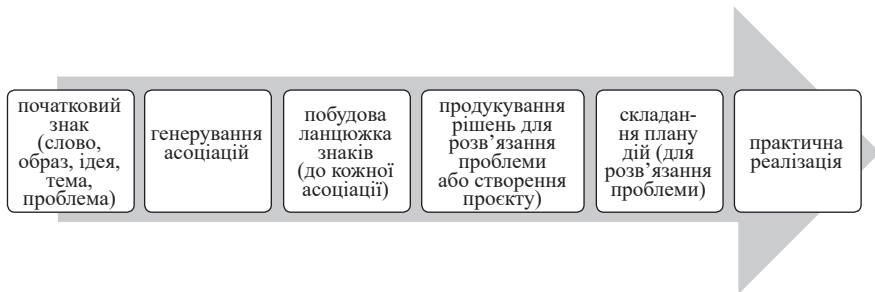 початковий
знак
(слово,
образ, ідея,
тема,
проблема)
генерування
асоціацій
побудова
ланцюжка
знаків
(до кожної
асоціації)
продукування
рішень для
розв’язання
проблеми
або створення
проєкту)
складан-
ня плану
дій (для
розв’язання
проблеми)
практична
реалізація